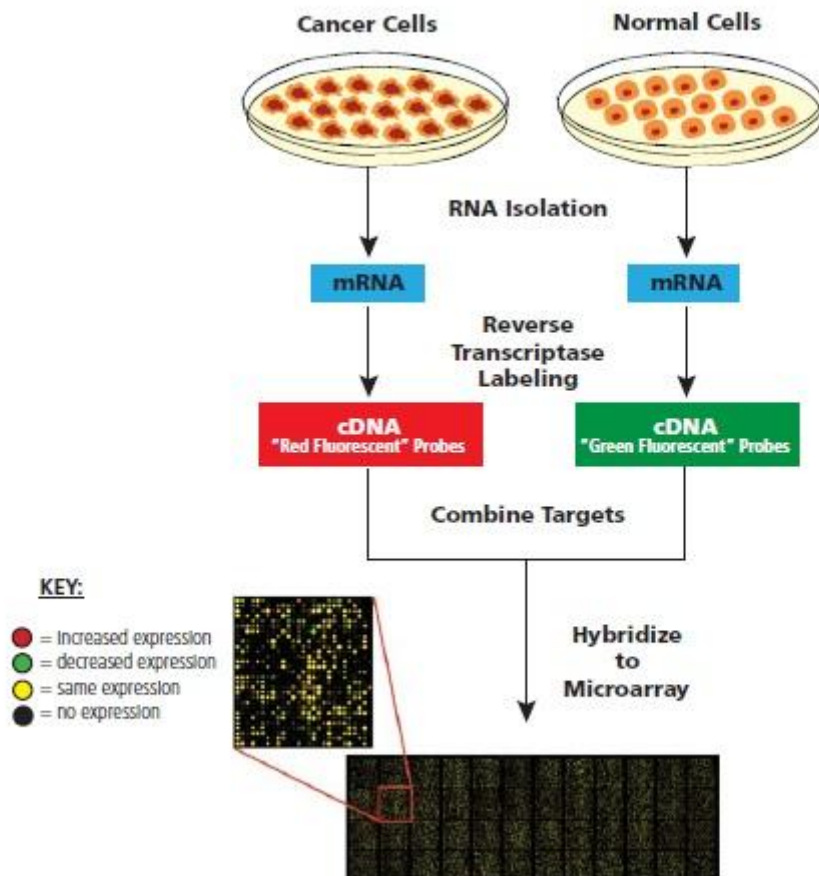 Cancer Cells
Normal Cells
RNA Isolation
mRNA
mRNA
Reverse
Transcriptase
Labeling
cDNA
"Red Fluorescent" Probes
cDNA
"Green Fluorescent" Probes
Combine Targets
KEY:
= Increased expression
= decreased expression
= same expression
= no expression
Hybridize
to
Microarray